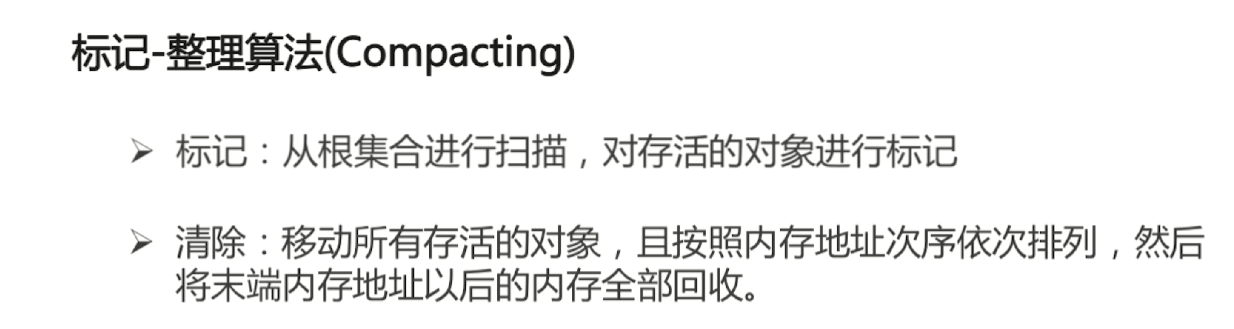 标记-整理算法(Compacting)
➢ 标记：从根集合进行扫描，对存活的对象进行标记
➢ 清除：移动所有存活的对象，且按照内存地址次序依次排列，然后
将末端内存地址以后的内存全部回收。